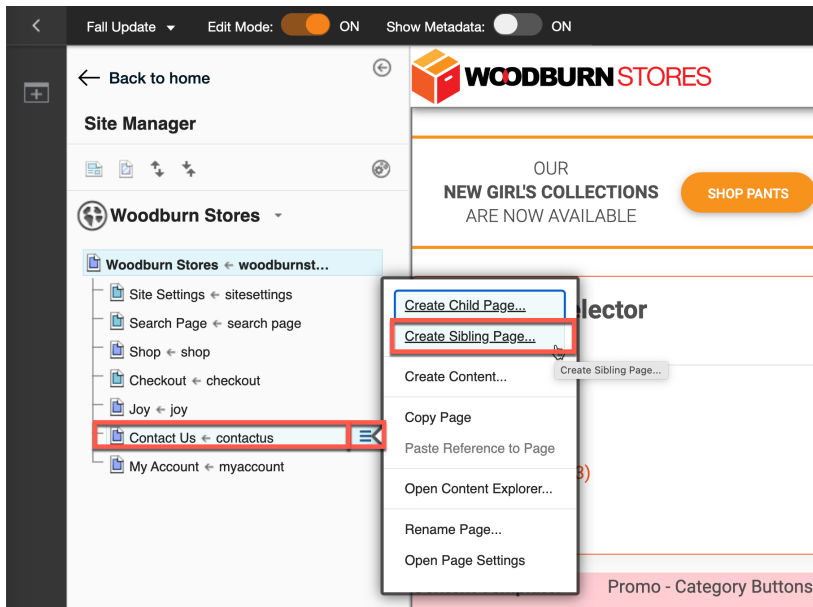 Fall Update Edit Mode: ON Show Metadata: ON
Back to home
Site Manager
Woodburn Stores
Woodburn Stores ← woodburnst...
Site Settings ← sitesettings
Search Page ← search page
Shop ← shop
Checkout ← checkout
Joy ← joy
Contact Us ← contactus
My Account ← myaccount
Create Child Page...
Create Sibling Page...
Create Sibling Page...
Create Content...
Copy Page
Paste Reference to Page
Open Content Explorer...
Rename Page...
Open Page Settings
WOODBURN STORES
OUR
NEW GIRL'S COLLECTIONS
ARE NOW AVAILABLE
SHOP PANTS
lector
3)
Promo - Category Buttons